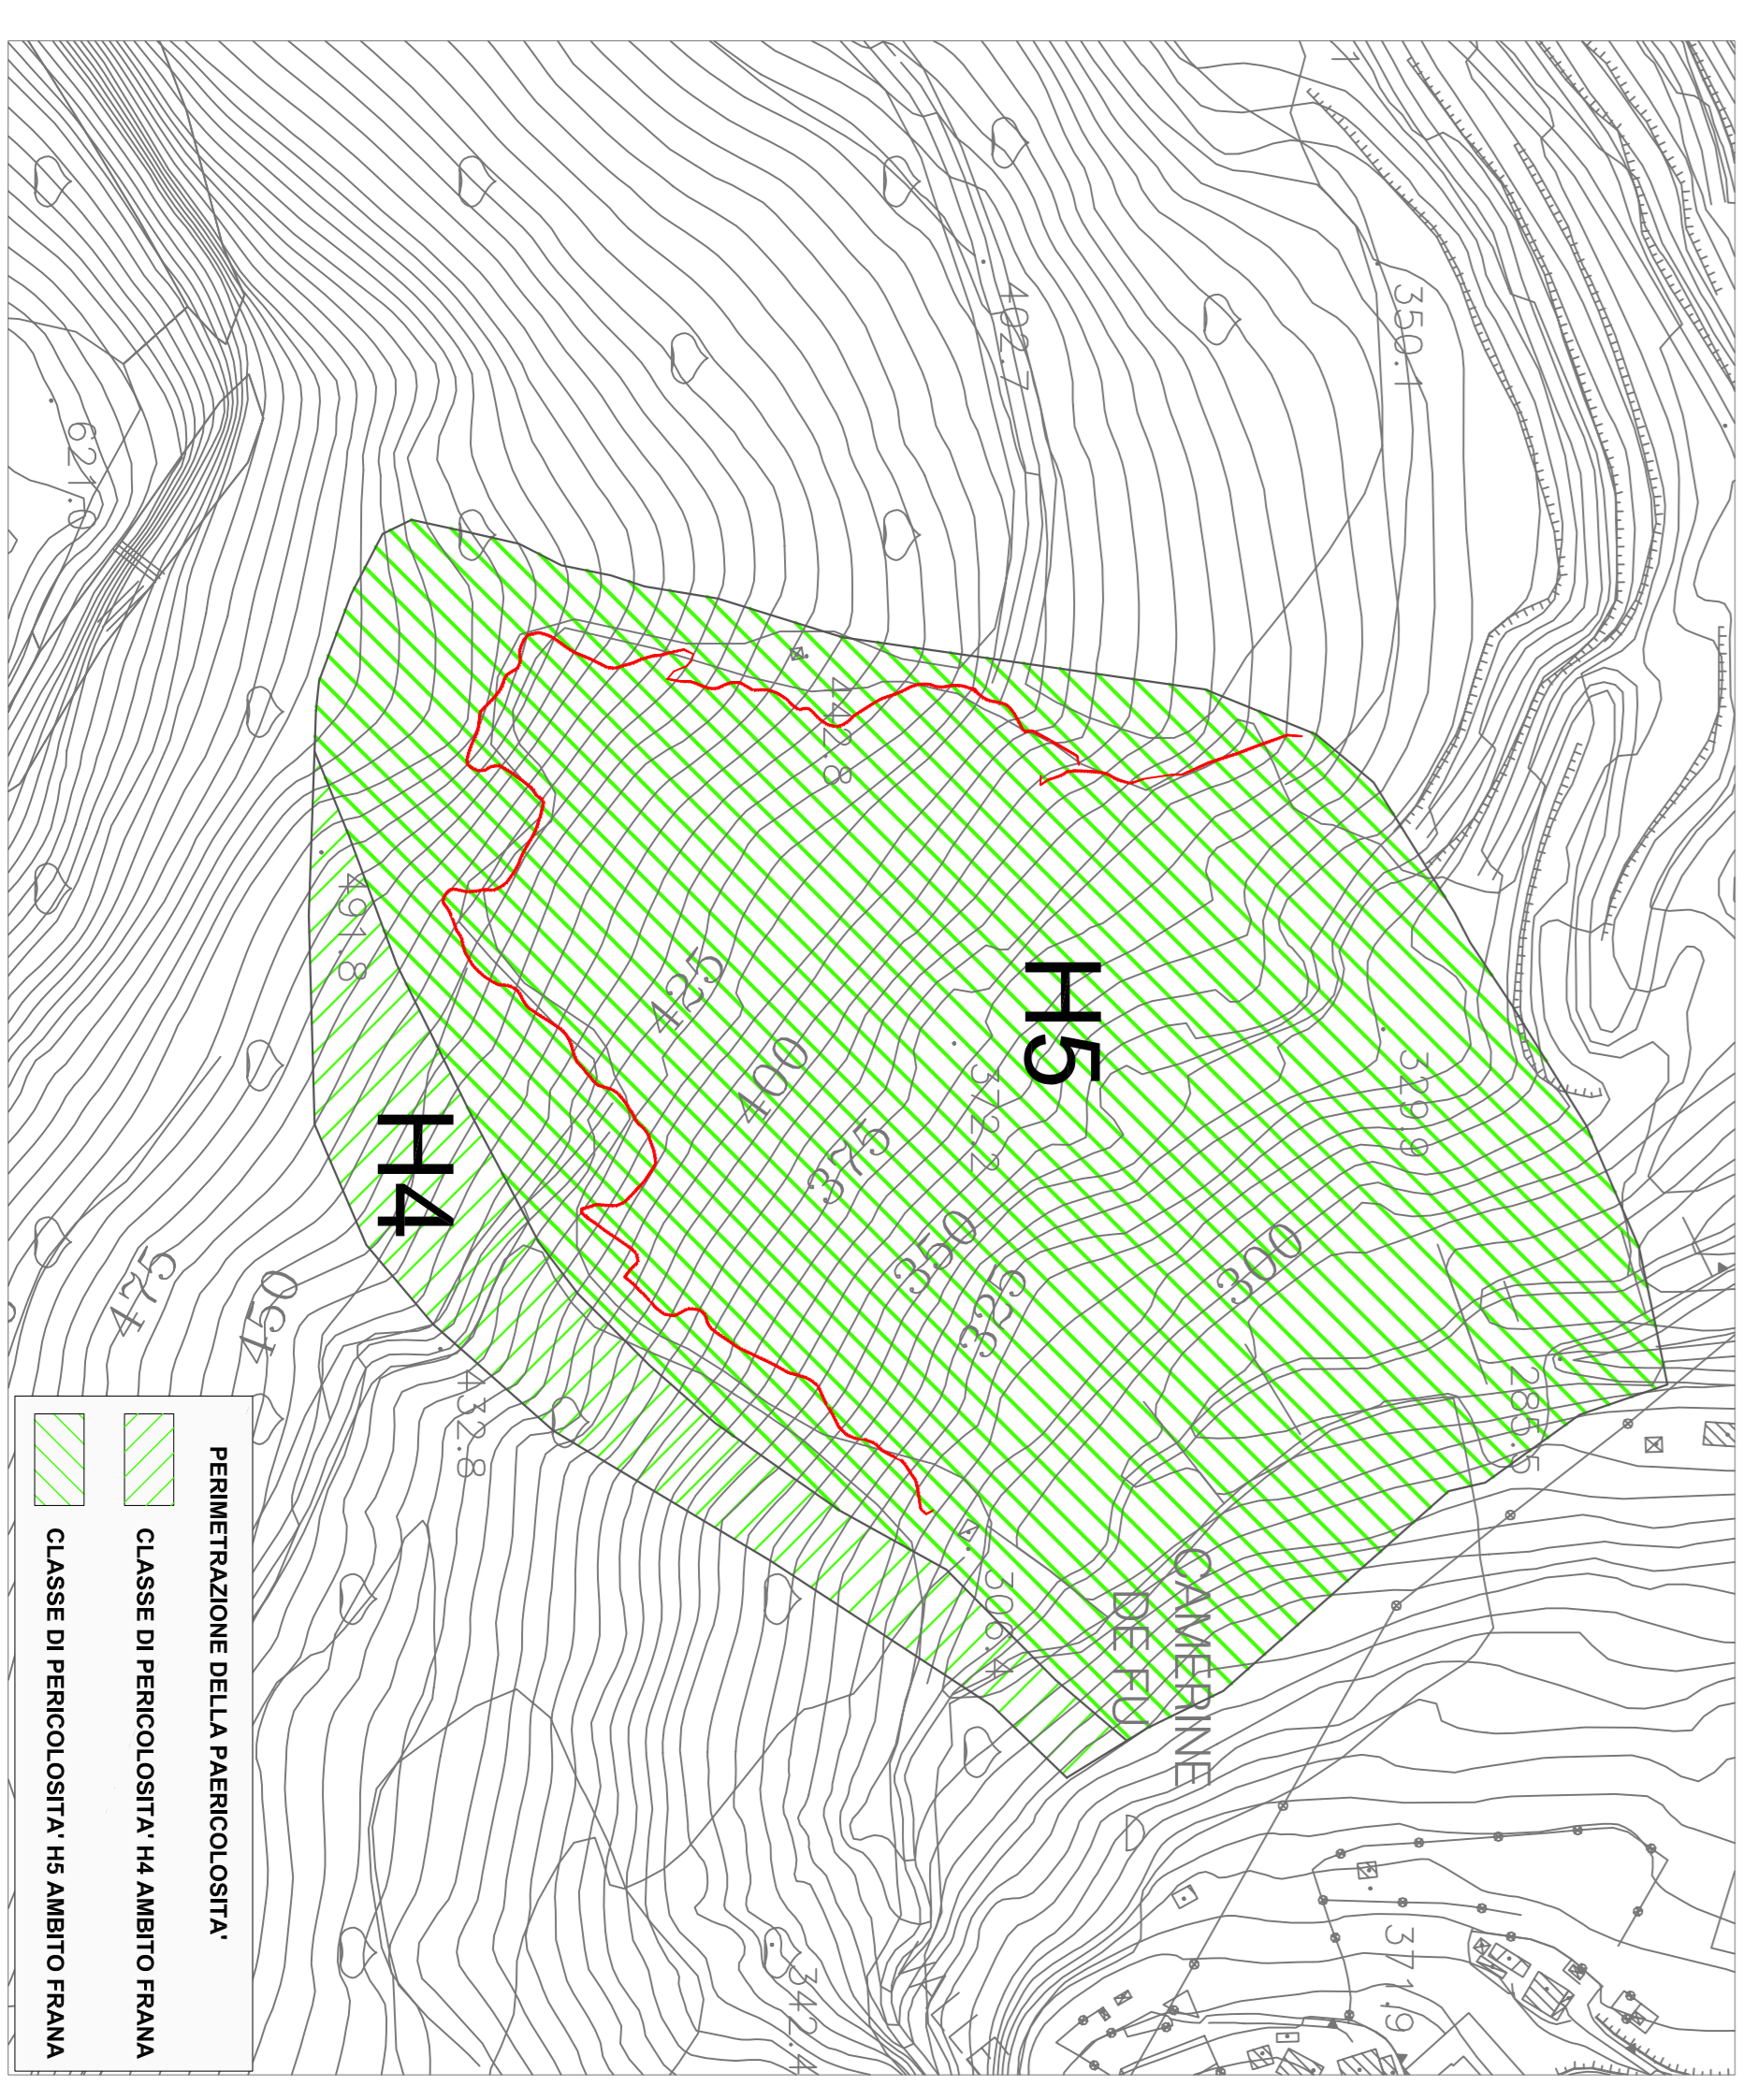 350.1
402.7
621.0
442.8
491.8
H5
425
400
375
372.2
329.9
H4
350
325
300
475
450
432.8
285.5
306.4
CAMERINE
DE FU
371.9
342.4
PERIMETRAZIONE DELLA PAERICOLOSITA'
CLASSE DI PERICOLOSITA' H4 AMBITO FRANA
CLASSE DI PERICOLOSITA' H5 AMBITO FRANA